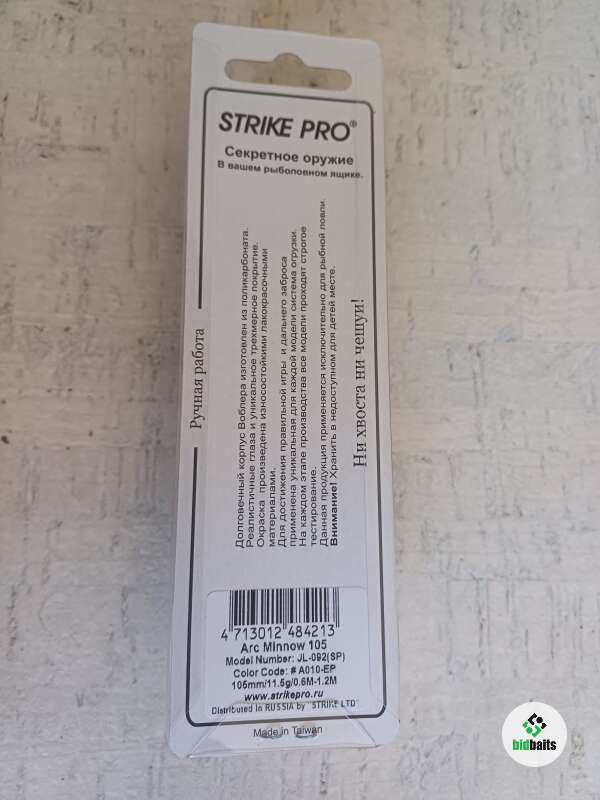 STRIKE PRO®
Секретное оружие
В вашем рыболовном ящике.
Ручная работа
Долговечный корпус Воблера изготовлен из поликарбоната.
Реалистичные глаза и уникальное трехмерное покрытие.
Окраска произведена износостойкими лакокрасочными
материалами.
Для достижения правильной игры и дальнего заброса
применена уникальная для каждой модели система огрузки.
На каждом этапе производства все модели проходят строгое
тестирование.
Данная продукция применяется исключительно для рыбной ловли.
Внимание! Хранить в недоступном для детей месте.
Ни хвоста ни чешуи!
4 713012 484213
Arc Minnow 105
Model Number: JL-092(SP)
Color Code: # A010-EP
105mm/11.5g/0.6M-1.2M
www.strikepro.ru
Distributed in RUSSIA by "STRIKE LTD"
Made in Taiwan
bidbaits